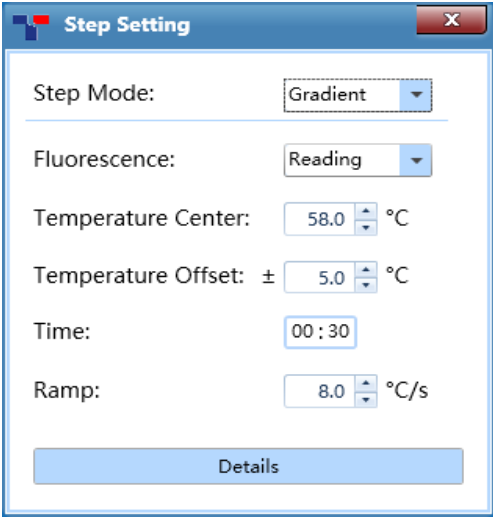 Step Setting
x
Step Mode: Gradient
Fluorescence: Reading
Temperature Center: 58.0 °C
Temperature Offset: ± 5.0 °C
Time: 00 : 30
Ramp: 8.0 °C/s
Details